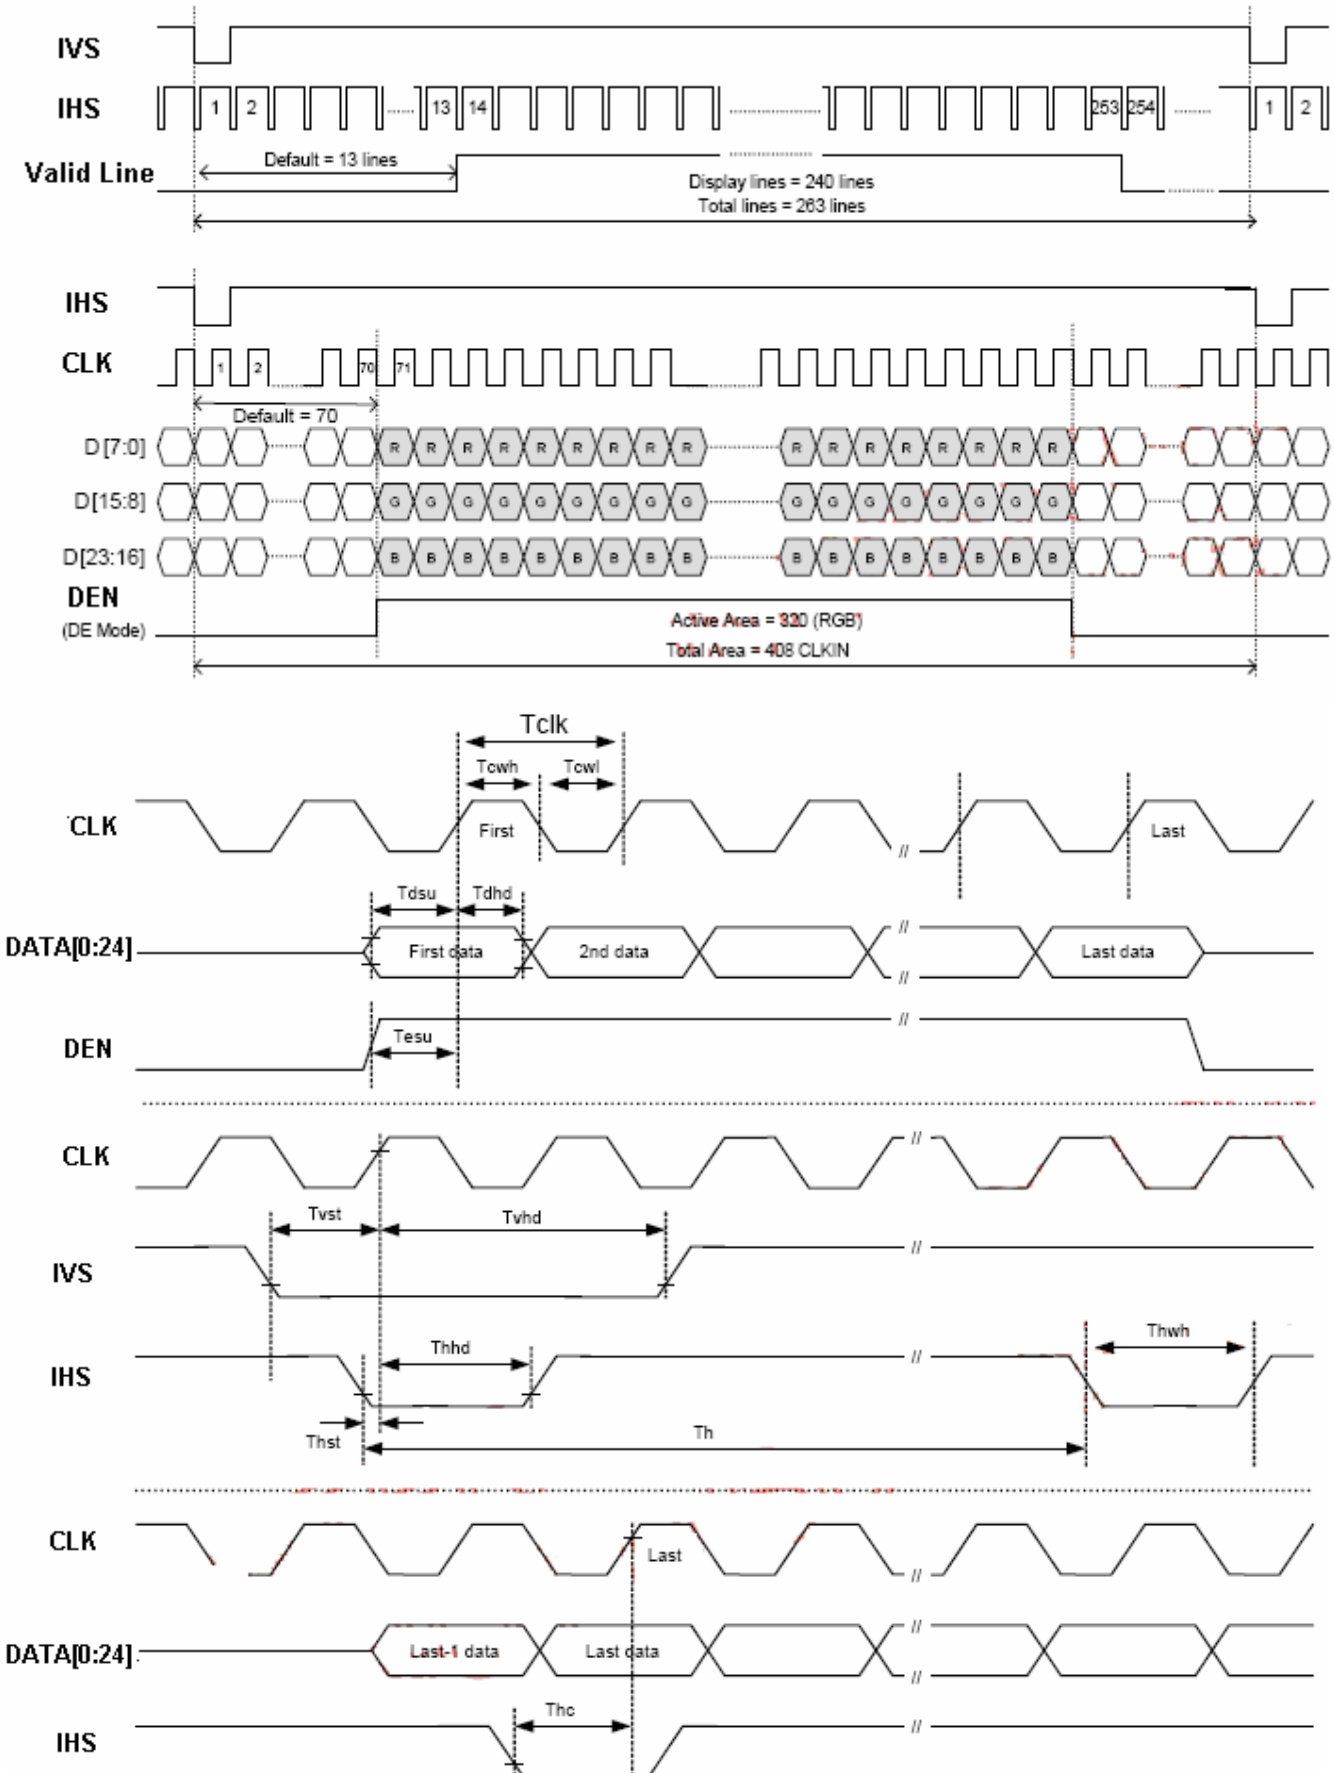 IVS
IHS 1 2 13 14 253 254 1 2
Default = 13 lines
Valid Line
Display lines = 240 lines
Total lines = 263 lines
IHS
CLK 1 2 70 71
Default = 70
D[7:0] R R R R R R R R R R R R R R R R R
D[15:8] G G G G G G G G G G G G G G G G G
D[23:16] B B B B B B B B B B B B B B B B B
DEN
(DE Mode)
Active Area = 320 (RGB)
Total Area = 408 CLKIN
Tclk
Tcwh Tcwl
CLK First // Last
Tdsu Tdhd
//
DATA[0:24] First data 2nd data Last data
//
//
DEN Tesu
CLK //
Tvst Tvhd
IVS //
Thhd Thwh
IHS //
Thst Th
CLK Last //
//
DATA[0:24] Last-1 data Last data
//
Thc
IHS //